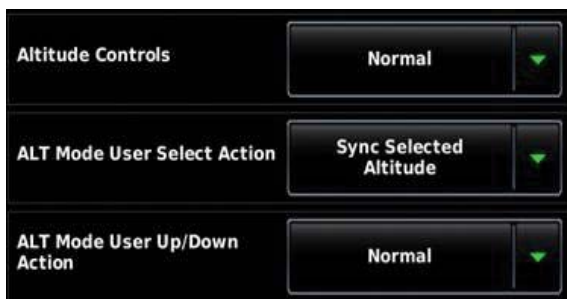 Altitude Controls
Normal
ALT Mode User Select Action
Sync Selected
Altitude
ALT Mode User Up/Down
Action
Normal